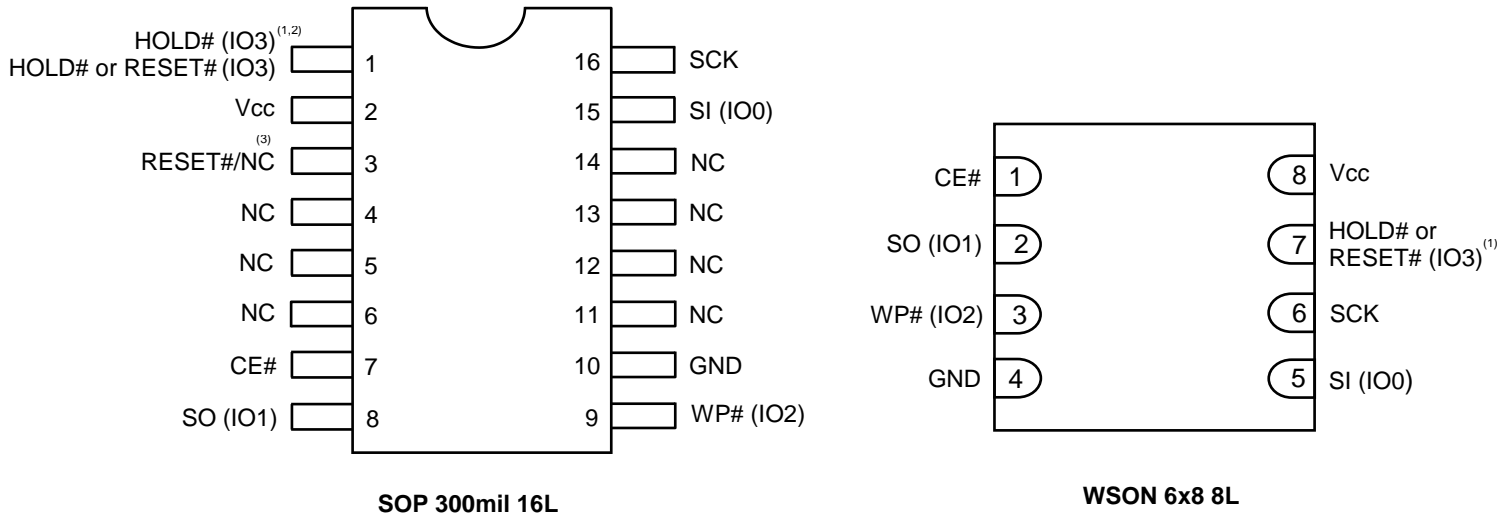 HOLD# (IO3)(1,2)
HOLD# or RESET# (IO3)
1
16
SCK
Vcc
2
15
SI (IO0)
RESET#/NC(3)
3
14
NC
NC
4
13
NC
NC
5
12
NC
NC
6
11
NC
CE#
7
10
GND
SO (IO1)
8
9
WP# (IO2)
SOP 300mil 16L
CE#
1
8
Vcc
SO (IO1)
2
7
HOLD# or
RESET# (IO3)(1)
WP# (IO2)
3
6
SCK
GND
4
5
SI (IO0)
WSON 6x8 8L